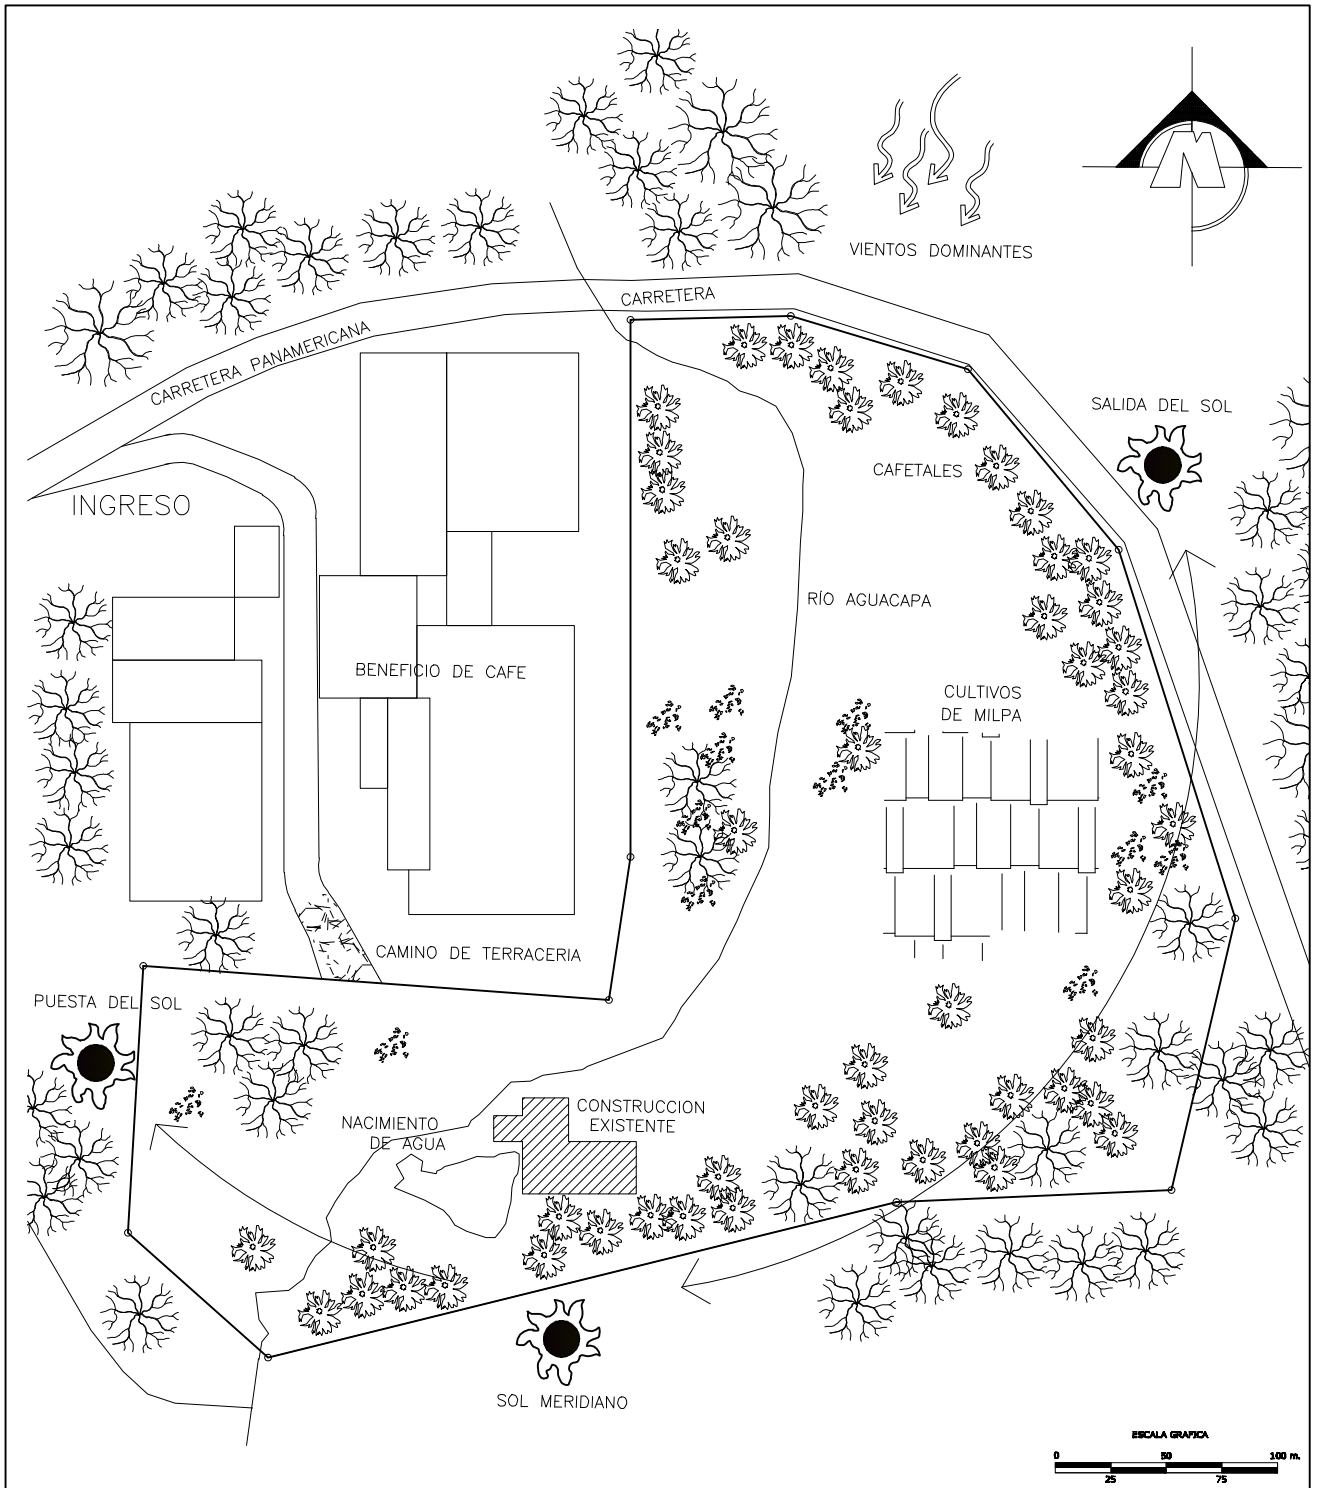 VIENTOS DOMINANTES
CARRETERA
CARRETERA PANAMERICANA
SALIDA DEL SOL
CAFETALES
INGRESO
RÍO AGUACAPA
BENEFICIO DE CAFE
CULTIVOS
DE MILPA
CAMINO DE TERRACERIA
PUESTA DEL SOL
NACIMIENTO
DE AGUA
CONSTRUCCION
EXISTENTE
SOL MERIDIANO
ESCALA GRAFICA
0 50 100 m.
25 75